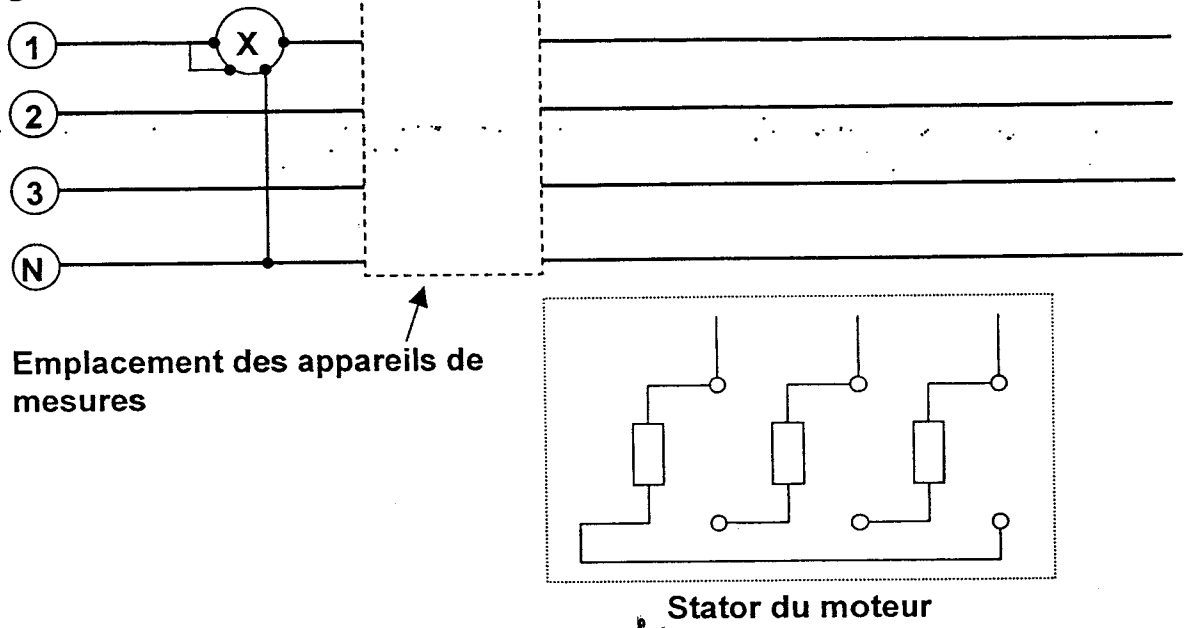 1
X
2
3
N
Emplacement des appareils de
mesures
Stator du moteur